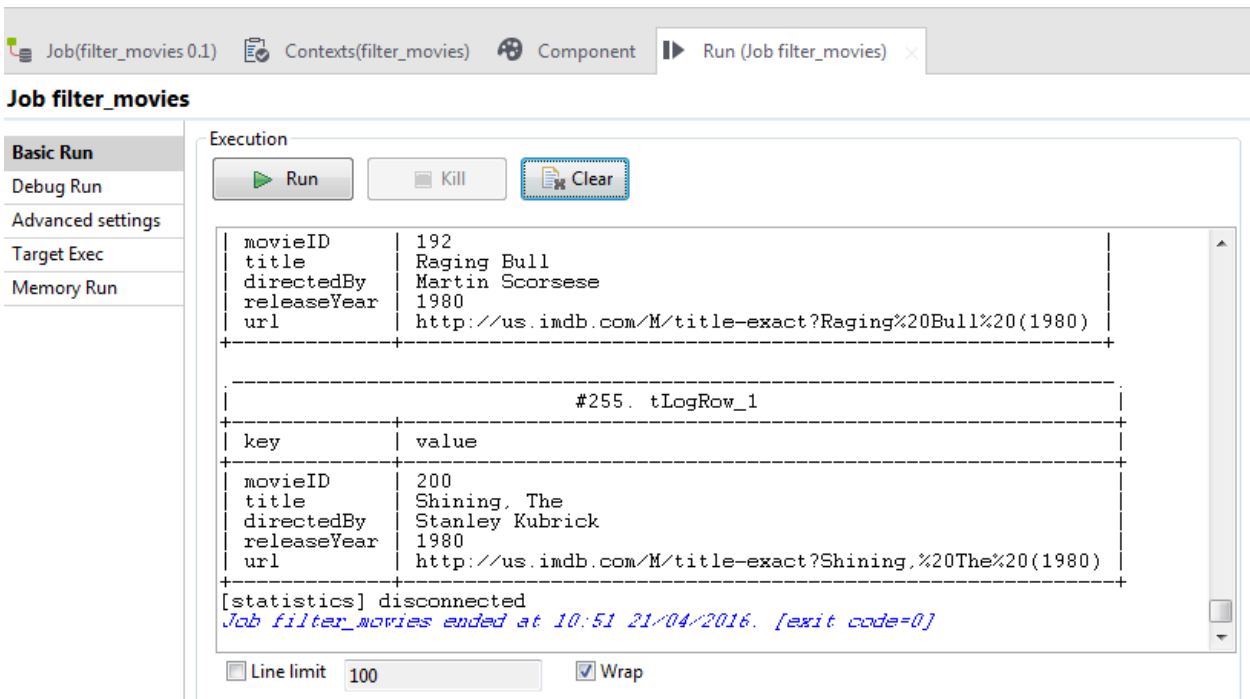 Job(filter_movies 0.1) Contexts(filter_movies) Component Run (Job filter_movies)
Job filter_movies
Basic Run
Debug Run
Advanced settings
Target Exec
Memory Run
Execution
Run Kill Clear
| movieID | 192 |
| title | Raging Bull |
| directedBy | Martin Scorsese |
| releaseYear | 1980 |
| url | http://us.imdb.com/M/title-exact?Raging%20Bull%20(1980) |
#255. tLogRow_1
| key | value |
| movieID | 200 |
| title | Shining, The |
| directedBy | Stanley Kubrick |
| releaseYear | 1980 |
| url | http://us.imdb.com/M/title-exact?Shining,%20The%20(1980) |
[statistics] disconnected
Job filter_movies ended at 10:51 21/04/2016. [exit code=0]
Line limit 100 Wrap